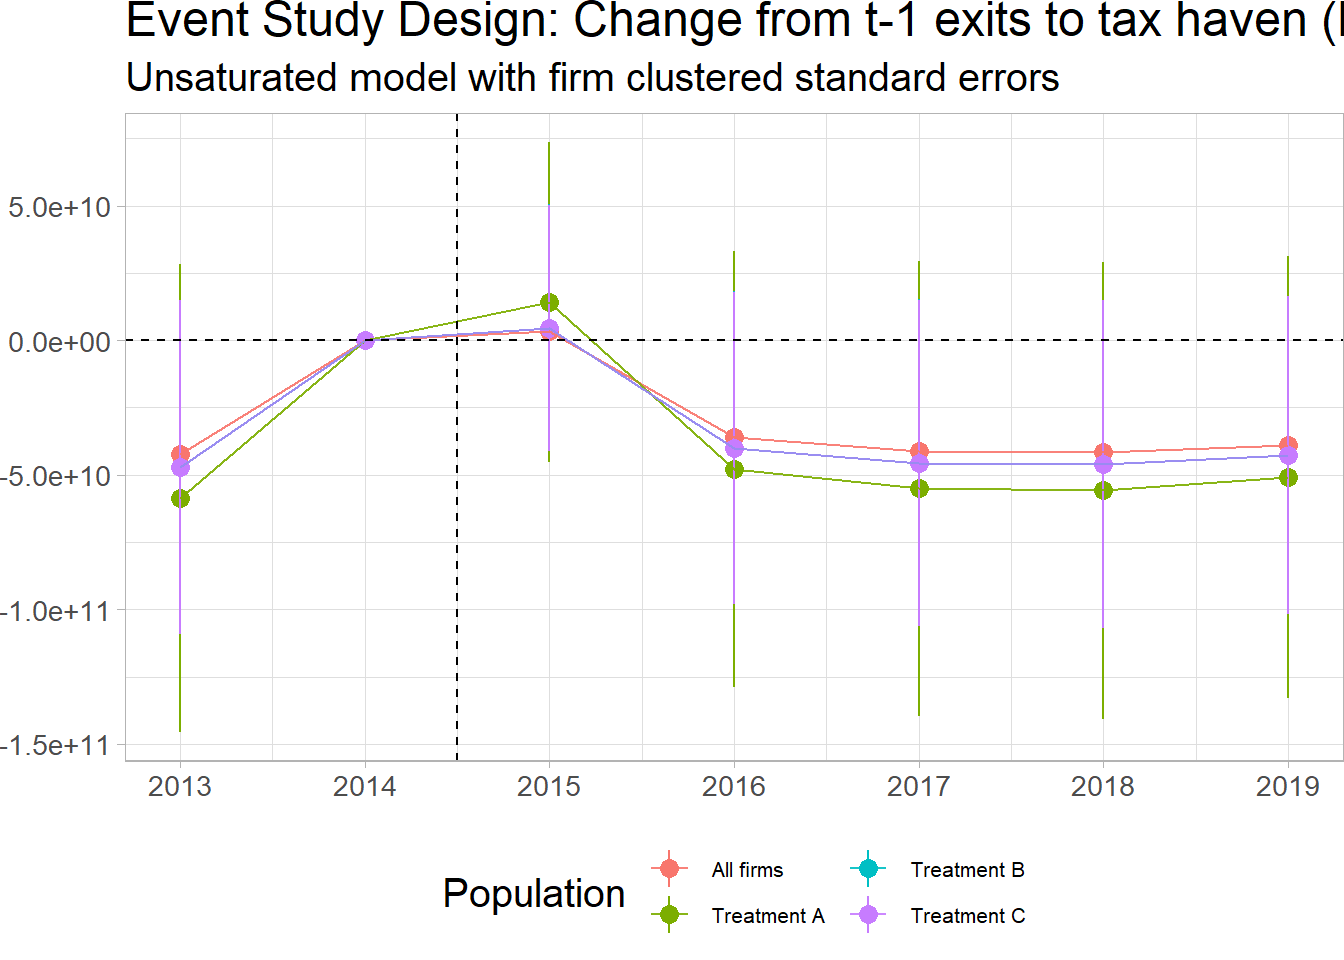 Event Study Design: Change from t-1 exits to tax haven (
Unsaturated model with firm clustered standard errors
5.0e+10
0.0e+00
-5.0e+10
-1.0e+11
-1.5e+11
2013 2014 2015 2016 2017 2018 2019
Population
All firms
Treatment B
Treatment A
Treatment C